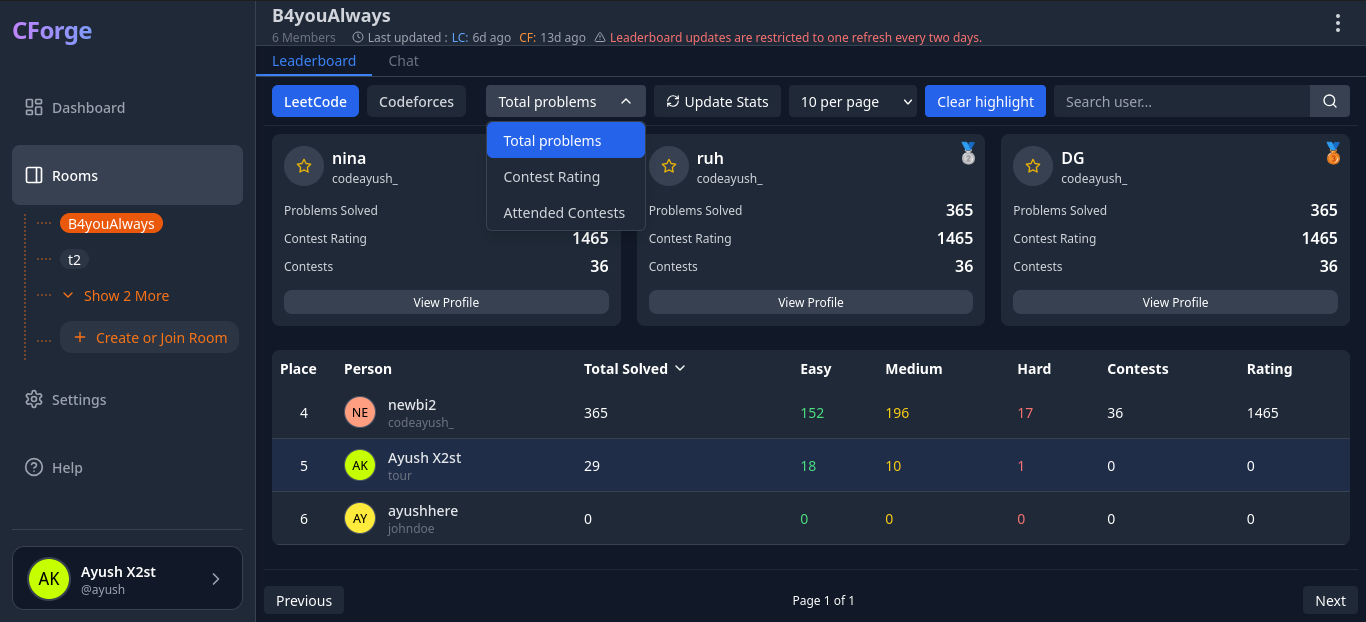 CForge
Dashboard
Rooms
B4youAlways
t2
Show 2 More
+ Create or Join Room
Settings
Help
AK
Ayush X2st
@ayush
B4youAlways
6 Members Last updated : LC: 6d ago CF: 13d ago Leaderboard updates are restricted to one refresh every two days.
Leaderboard Chat
LeetCode Codeforces Total problems Update Stats 10 per page Clear highlight Search user...
Total problems
Contest Rating
Attended Contests
nina
codeayush_
Problems Solved
Contest Rating 1465
Contests 36
View Profile
ruh
codeayush_
Problems Solved 365
Contest Rating 1465
Contests 36
View Profile
DG
codeayush_
Problems Solved 365
Contest Rating 1465
Contests 36
View Profile
Place Person Total Solved Easy Medium Hard Contests Rating
4 NE newbi2 365 152 196 17 36 1465
codeayush_
5 AK Ayush X2st 29 18 10 1 0 0
tour
6 AY ayushhere 0 0 0 0 0 0
johndoe
Previous Page 1 of 1 Next